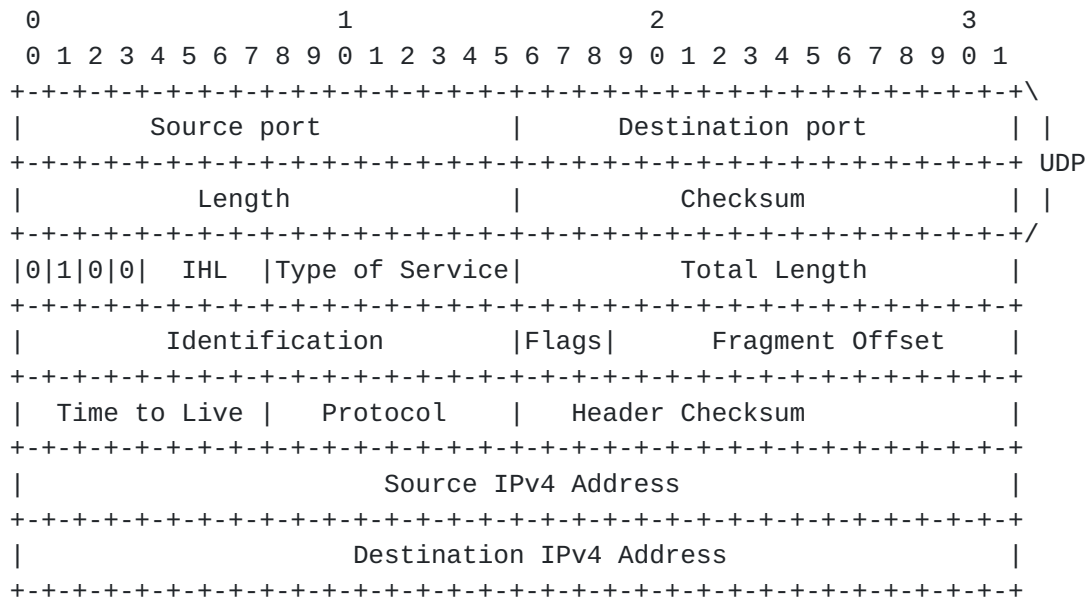 0                   1                   2                   3
 0 1 2 3 4 5 6 7 8 9 0 1 2 3 4 5 6 7 8 9 0 1 2 3 4 5 6 7 8 9 0 1
+-+-+-+-+-+-+-+-+-+-+-+-+-+-+-+-+-+-+-+-+-+-+-+-+-+-+-+-+-+-+-+-+\
|        Source port            |      Destination port         | |
+-+-+-+-+-+-+-+-+-+-+-+-+-+-+-+-+-+-+-+-+-+-+-+-+-+-+-+-+-+-+-+-+ UDP
|           Length              |          Checksum             | |
+-+-+-+-+-+-+-+-+-+-+-+-+-+-+-+-+-+-+-+-+-+-+-+-+-+-+-+-+-+-+-+-+/
|0|1|0|0|  IHL  |Type of Service|          Total Length         |
+-+-+-+-+-+-+-+-+-+-+-+-+-+-+-+-+-+-+-+-+-+-+-+-+-+-+-+-+-+-+-+-+
|         Identification        |Flags|      Fragment Offset    |
+-+-+-+-+-+-+-+-+-+-+-+-+-+-+-+-+-+-+-+-+-+-+-+-+-+-+-+-+-+-+-+-+
|  Time to Live |   Protocol    |   Header Checksum             |
+-+-+-+-+-+-+-+-+-+-+-+-+-+-+-+-+-+-+-+-+-+-+-+-+-+-+-+-+-+-+-+-+
|                       Source IPv4 Address                     |
+-+-+-+-+-+-+-+-+-+-+-+-+-+-+-+-+-+-+-+-+-+-+-+-+-+-+-+-+-+-+-+-+
|                     Destination IPv4 Address                  |
+-+-+-+-+-+-+-+-+-+-+-+-+-+-+-+-+-+-+-+-+-+-+-+-+-+-+-+-+-+-+-+-+